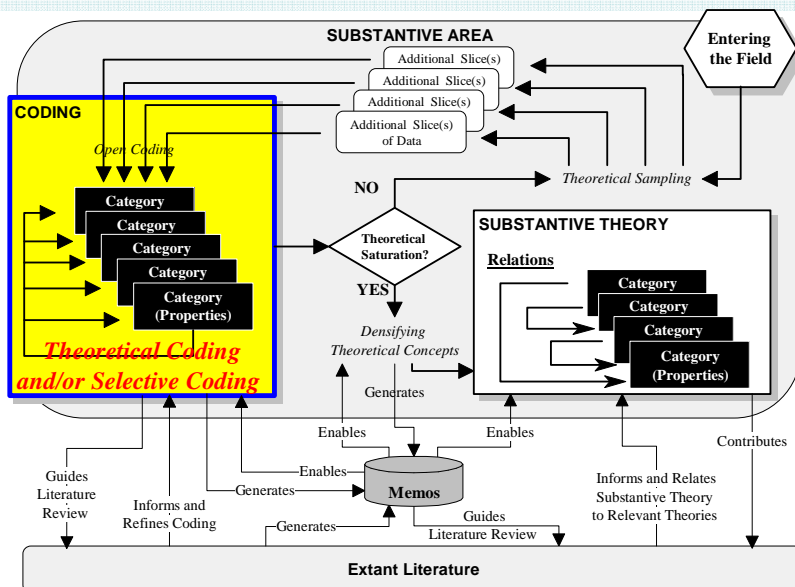 SUBSTANTIVE AREA
Entering
the Field
Additional Slice(s)
Additional Slice(s)
Additional Slice(s)
Additional Slice(s)
of Data
CODING
Open Coding
Category
Category
Category
Category
Category
(Properties)
Theoretical Coding
and/or Selective Coding
NO
Theoretical Sampling
Theoretical
Saturation?
YES
Densifying
Theoretical Concepts
SUBSTANTIVE THEORY
Relations
Category
Category
Category
Category
(Properties)
Generates
Enables
Enables
Contributes
Guides
Literature
Review
Informs and
Refines Coding
Enables
Generates
Memos
Generates
Guides
Literature Review
Informs and Relates
Substantive Theory
to Relevant Theories
Extant Literature